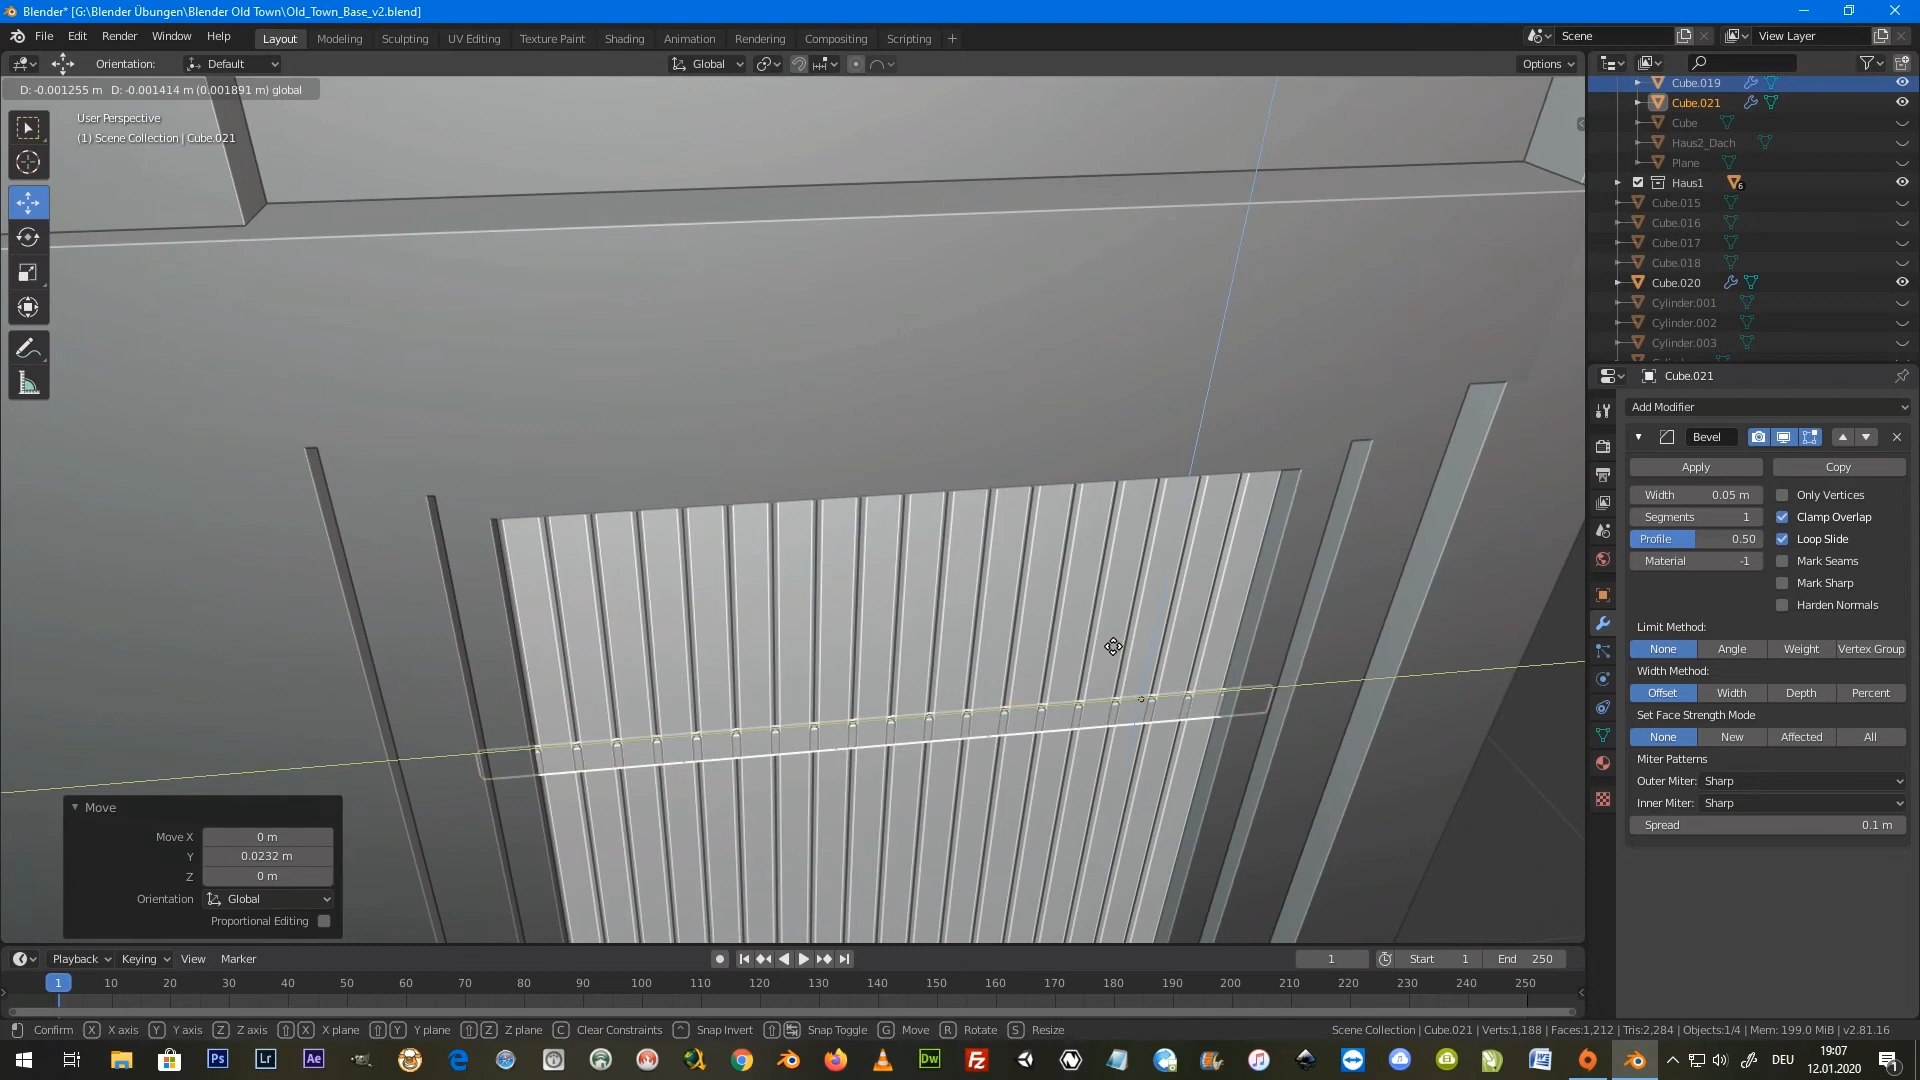 Blender* [G:\Blender Übungen\Blender Old Town\Old_Town_Base_v2.blend]
File Edit Render Window Help
Layout Modeling Sculpting UV Editing Texture Paint Shading Animation Rendering Compositing Scripting +
Scene View Layer
Orientation: Default Global Options
D: -0.001255 m D: -0.001414 m (0.001891 m) global
User Perspective
(1) Scene Collection | Cube.021
Cube.019
Cube.021
Cube
Haus2_Dach
Plane
Haus1 6
Cube.015
Cube.016
Cube.017
Cube.018
Cube.020
Cylinder.001
Cylinder.002
Cylinder.003
Cube.021
Add Modifier
Bevel
Apply Copy
Width 0.05 m Only Vertices
Segments 1 Clamp Overlap
Profile 0.50 Loop Slide
Material -1 Mark Seams
Mark Sharp
Harden Normals
Limit Method:
None Angle Weight Vertex Group
Width Method:
Offset Width Depth Percent
Set Face Strength Mode
None New Affected All
Miter Patterns
Outer Miter: Sharp
Inner Miter: Sharp
Spread 0.1 m
Move
Move X 0 m
Y 0.0232 m
Z 0 m
Orientation Global
Proportional Editing
Playback Keying View Marker 1 Start 1 End 250
1 10 20 30 40 50 60 70 80 90 100 110 120 130 140 150 160 170 180 190 200 210 220 230 240 250
Confirm X X axis Y Y axis Z Z axis X X plane Y Y plane Z Z plane C Clear Constraints ^ Snap Invert Snap Toggle G Move R Rotate S Resize Scene Collection | Cube.021 | Verts:1,188 | Faces:1,212 | Tris:2,284 | Objects:1/4 | Mem: 199.0 MiB | v2.81.16
Ps Lr Ae Dw Fz DEU 19:07
12.01.2020 1